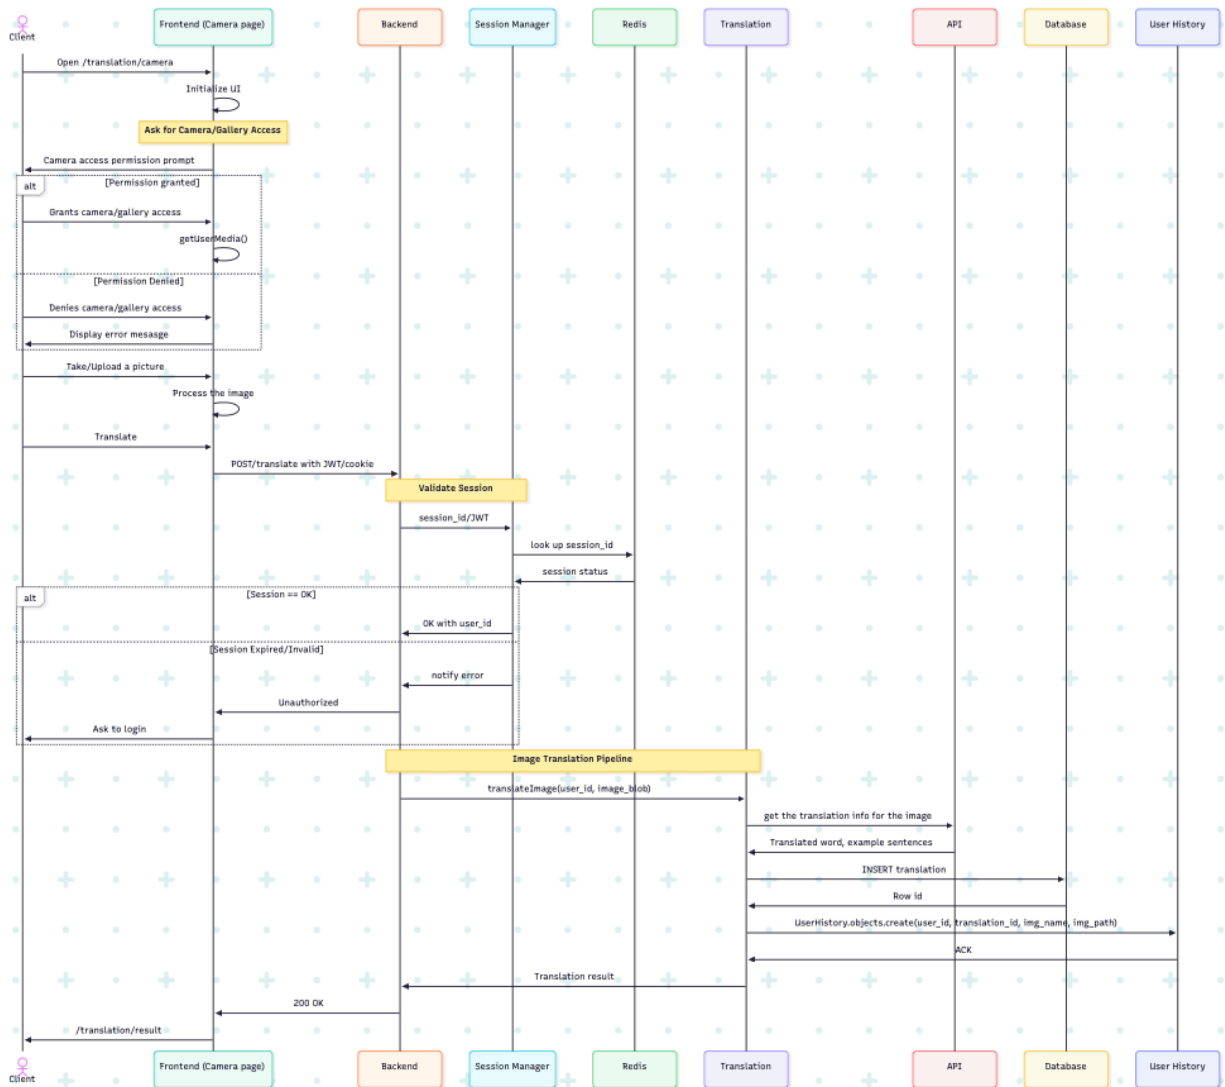 Client
Frontend (Camera page)
Backend
Session Manager
Redis
Translation
API
Database
User History
Open /translation/camera
Initialize UI
Ask for Camera/Gallery Access
Camera access permission prompt
alt
[Permission granted]
Grants camera/gallery access
getUserMedia()
[Permission Denied]
Denies camera/gallery access
Display error mesasge
Take/Upload a picture
Process the image
Translate
POST/translate with JWT/cookie
Validate Session
session_id/JWT
look up session_id
session status
alt
[Session == OK]
OK with user_id
[Session Expired/Invalid]
notify error
Unauthorized
Ask to login
Image Translation Pipeline
translateImage(user_id, image_blob)
get the translation info for the image
Translated word, example sentences
INSERT translation
Row id
UserHistory.objects.create(user_id, translation_id, img_name, img_path)
ACK
Translation result
200 OK
/translation/result
Client
Frontend (Camera page)
Backend
Session Manager
Redis
Translation
API
Database
User History